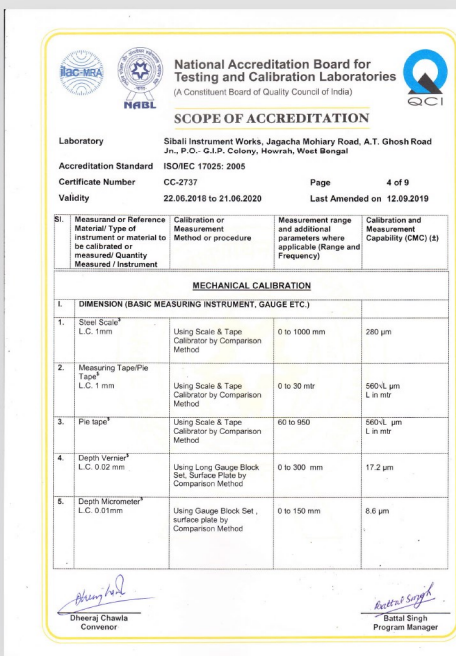 ilac-MRA
NABL
National Accreditation Board for
Testing and Calibration Laboratories
(A Constituent Board of Quality Council of India)
QCI
SCOPE OF ACCREDITATION
Laboratory Sibali Instrument Works, Jagacha Mohiary Road, A.T. Ghosh Road
Jn., P.O.- G.I.P. Colony, Howrah, West Bengal
Accreditation Standard ISO/IEC 17025: 2005
Certificate Number CC-2737 Page 4 of 9
Validity 22.06.2018 to 21.06.2020 Last Amended on 12.09.2019
Sl. Measurand or Reference Material/ Type of instrument or material to be calibrated or measured/ Quantity Measured / Instrument
Calibration or Measurement Method or procedure
Measurement range and additional parameters where applicable (Range and Frequency)
Calibration and Measurement Capability (CMC) (±)
MECHANICAL CALIBRATION
I. DIMENSION (BASIC MEASURING INSTRUMENT, GAUGE ETC.)
1. Steel Scale$
L.C. 1mm Using Scale & Tape 0 to 1000 mm 280 µm
Calibrator by Comparison
Method
2. Measuring Tape/Pie
Tape$
L.C. 1 mm Using Scale & Tape 0 to 30 mtr 560√L µm
Calibrator by Comparison L in mtr
Method
3. Pie tape$ Using Scale & Tape 60 to 950 560√L µm
Calibrator by Comparison L in mtr
Method
4. Depth Vernier$
L.C. 0.02 mm Using Long Gauge Block 0 to 300 mm 17.2 µm
Set, Surface Plate by
Comparison Method
5. Depth Micrometer$
L.C. 0.01mm Using Gauge Block Set , 0 to 150 mm 8.6 µm
surface plate by
Comparison Method
Battal Singh
Dheeraj Chawla Battal Singh
Convenor Program Manager